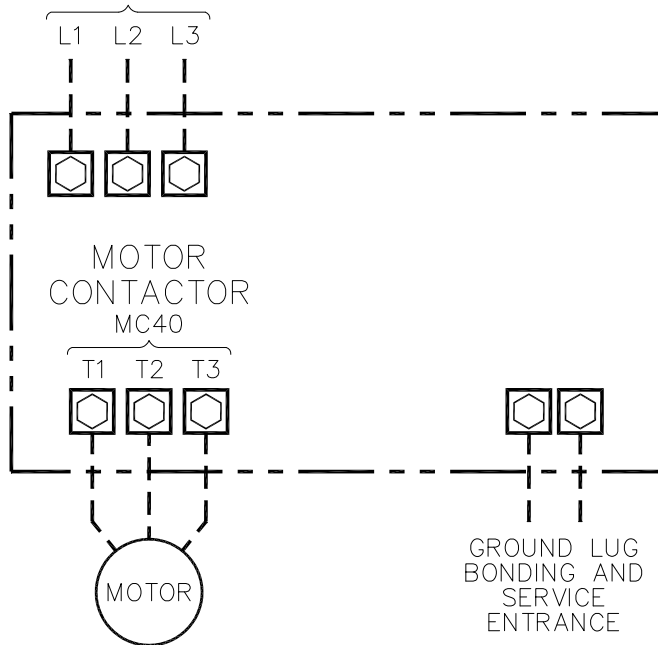 L1 L2 L3
MOTOR
CONTACTOR
MC40
T1 T2 T3
MOTOR
GROUND LUG
BONDING AND
SERVICE
ENTRANCE